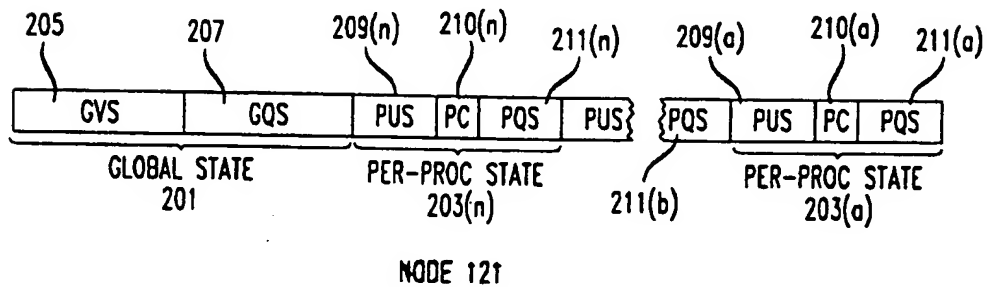 205 207 209(n) 210(n) 211(n) 209(a) 210(a) 211(a)
GVS GQS PUS PC PQS PUS PQS PUS PC PQS
GLOBAL STATE PER-PROC STATE PER-PROC STATE
201 203(n) 211(b) 203(a)
NODE 121